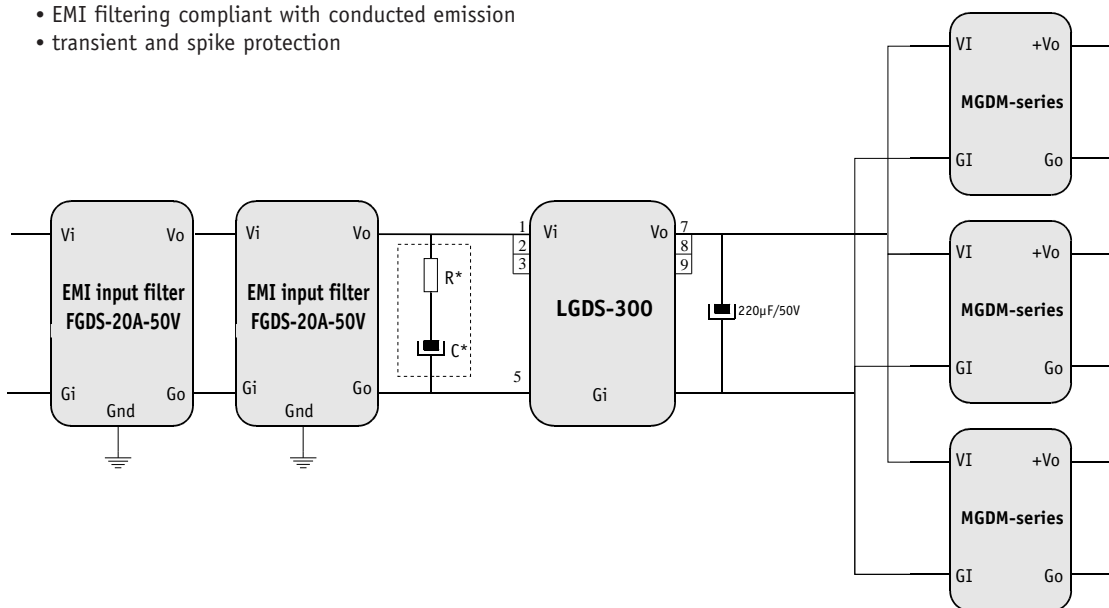 • EMI filtering compliant with conducted emission
• transient and spike protection
VI +Vo
MGDM-series
GI Go
Vi Vo
EMI input filter
FGDS-20A-50V
Gi Go
Gnd
Vi Vo
EMI input filter
FGDS-20A-50V
Gi Go
Gnd
R*
C*
1
2
3
5
Vi Vo
LGDS-300
Gi
7
8
9
220µF/50V
VI +Vo
MGDM-series
GI Go
VI +Vo
MGDM-series
GI Go